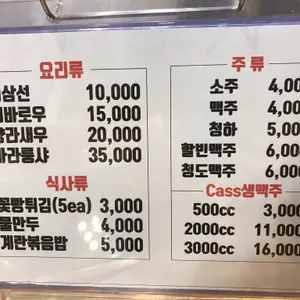 요리류
삼선 10,000
바로우 15,000
라새우 20,000
라롱샤 35,000
식사류
꽃빵튀김(5ea) 3,000
물만두 4,000
계란볶음밥 5,000
주 류
소주 4,00
맥주 4,00
청하 5,00
할빈맥주 6,00
청도맥주 6,00
Cass생맥주
500cc 3,00
2000cc 11,000
3000cc 16,000